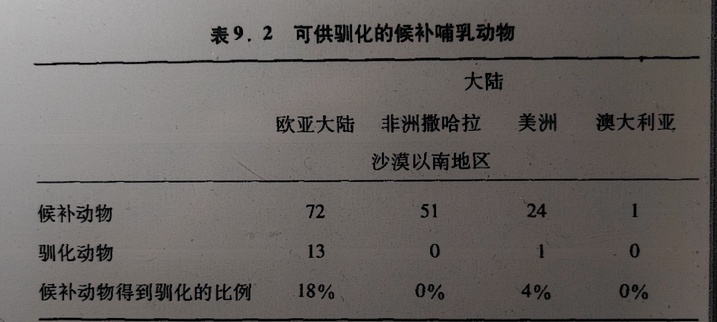 表9.2 可供驯化的候补哺乳动物
大陆
欧亚大陆 非洲撒哈拉 美洲 澳大利亚
沙漠以南地区
候补动物 72 51 24 1
驯化动物 13 0 1 0
候补动物得到驯化的比例 18% 0% 4% 0%